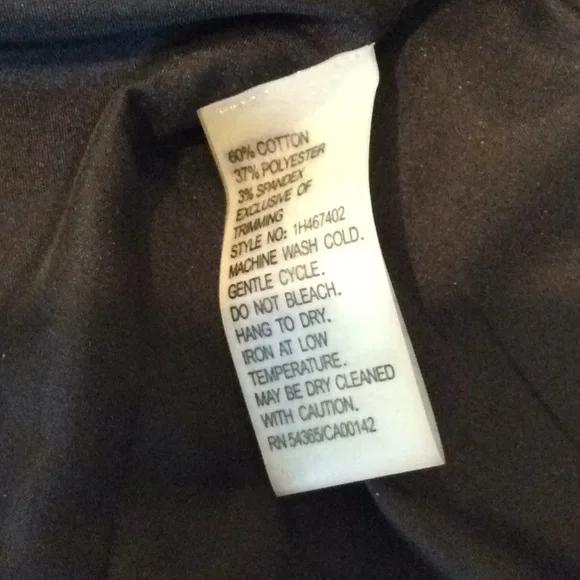 60% COTTON
37% POLYESTER
3% SPANDEX
EXCLUSIVE OF
TRIMMING
STYLE NO: 1H467402
MACHINE WASH COLD.
GENTLE CYCLE.
DO NOT BLEACH.
HANG TO DRY.
IRON AT LOW
TEMPERATURE.
MAY BE DRY CLEANED
WITH CAUTION.
RN 54365/CA00142